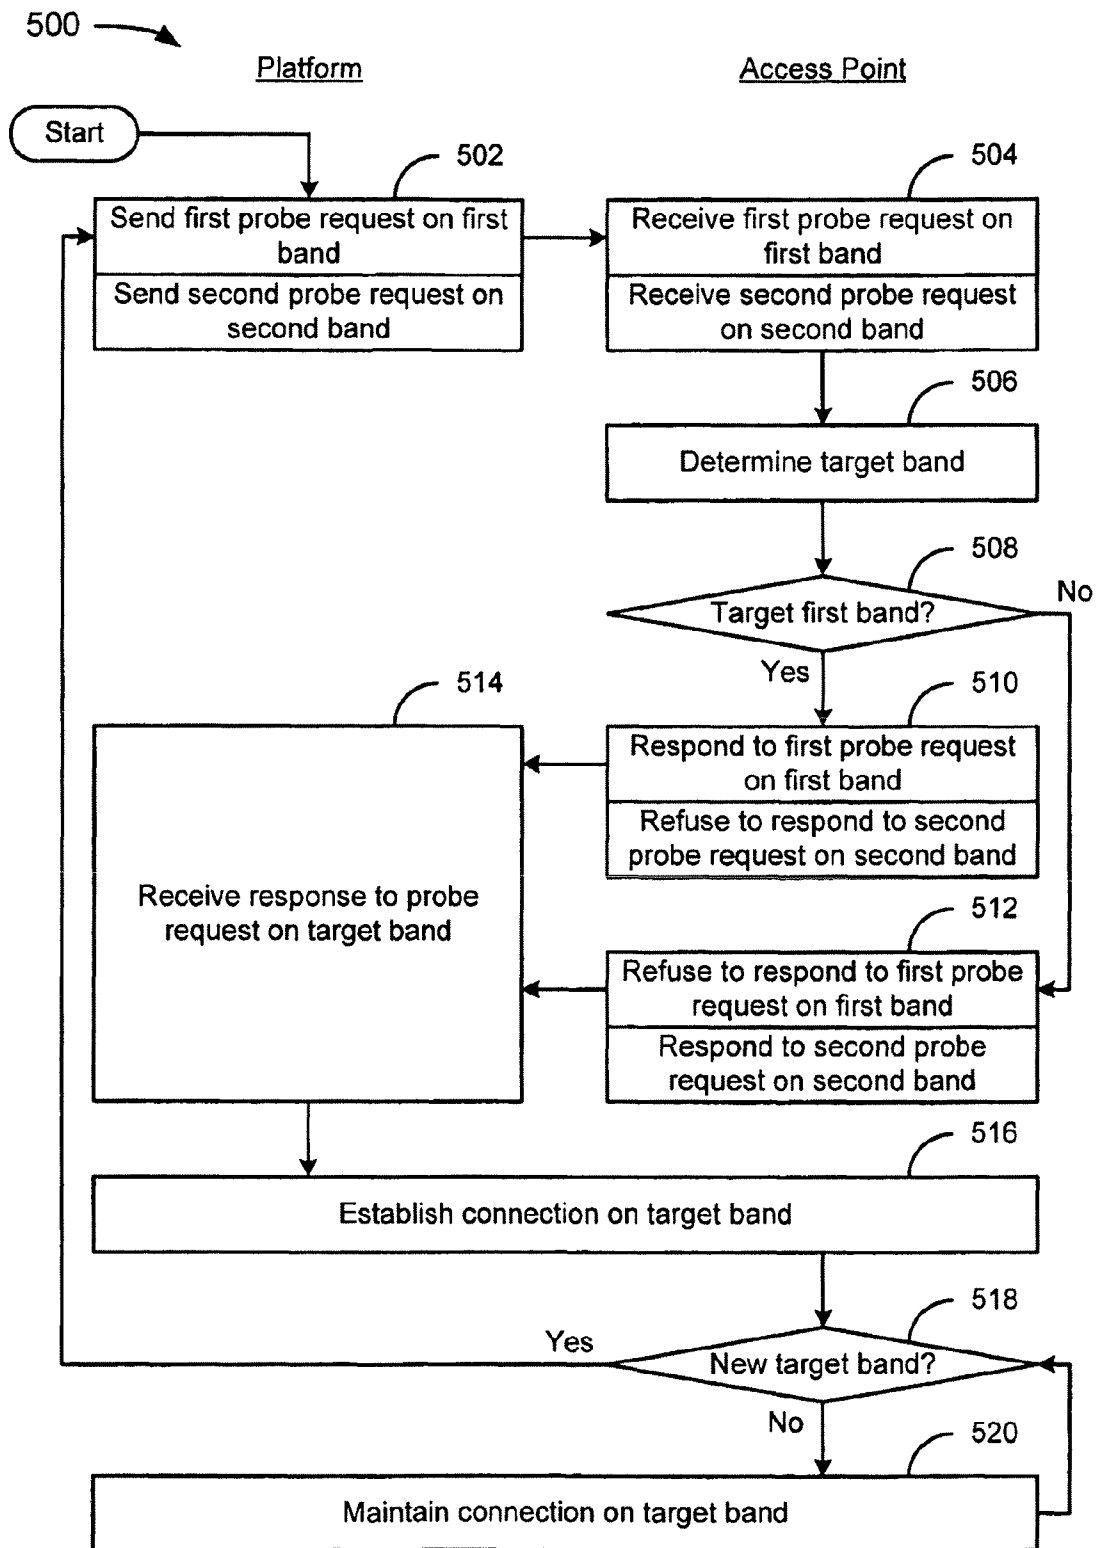 500
Platform
Access Point
Start
502
504
Send first probe request on first
band
Send second probe request on
second band
Receive first probe request on
first band
Receive second probe request
on second band
506
Determine target band
508
Target first band?
No
Yes
514
510
Respond to first probe request
on first band
Refuse to respond to second
probe request on second band
Receive response to probe
request on target band
512
Refuse to respond to first probe
request on first band
Respond to second probe
request on second band
516
Establish connection on target band
518
New target band?
Yes
No
520
Maintain connection on target band